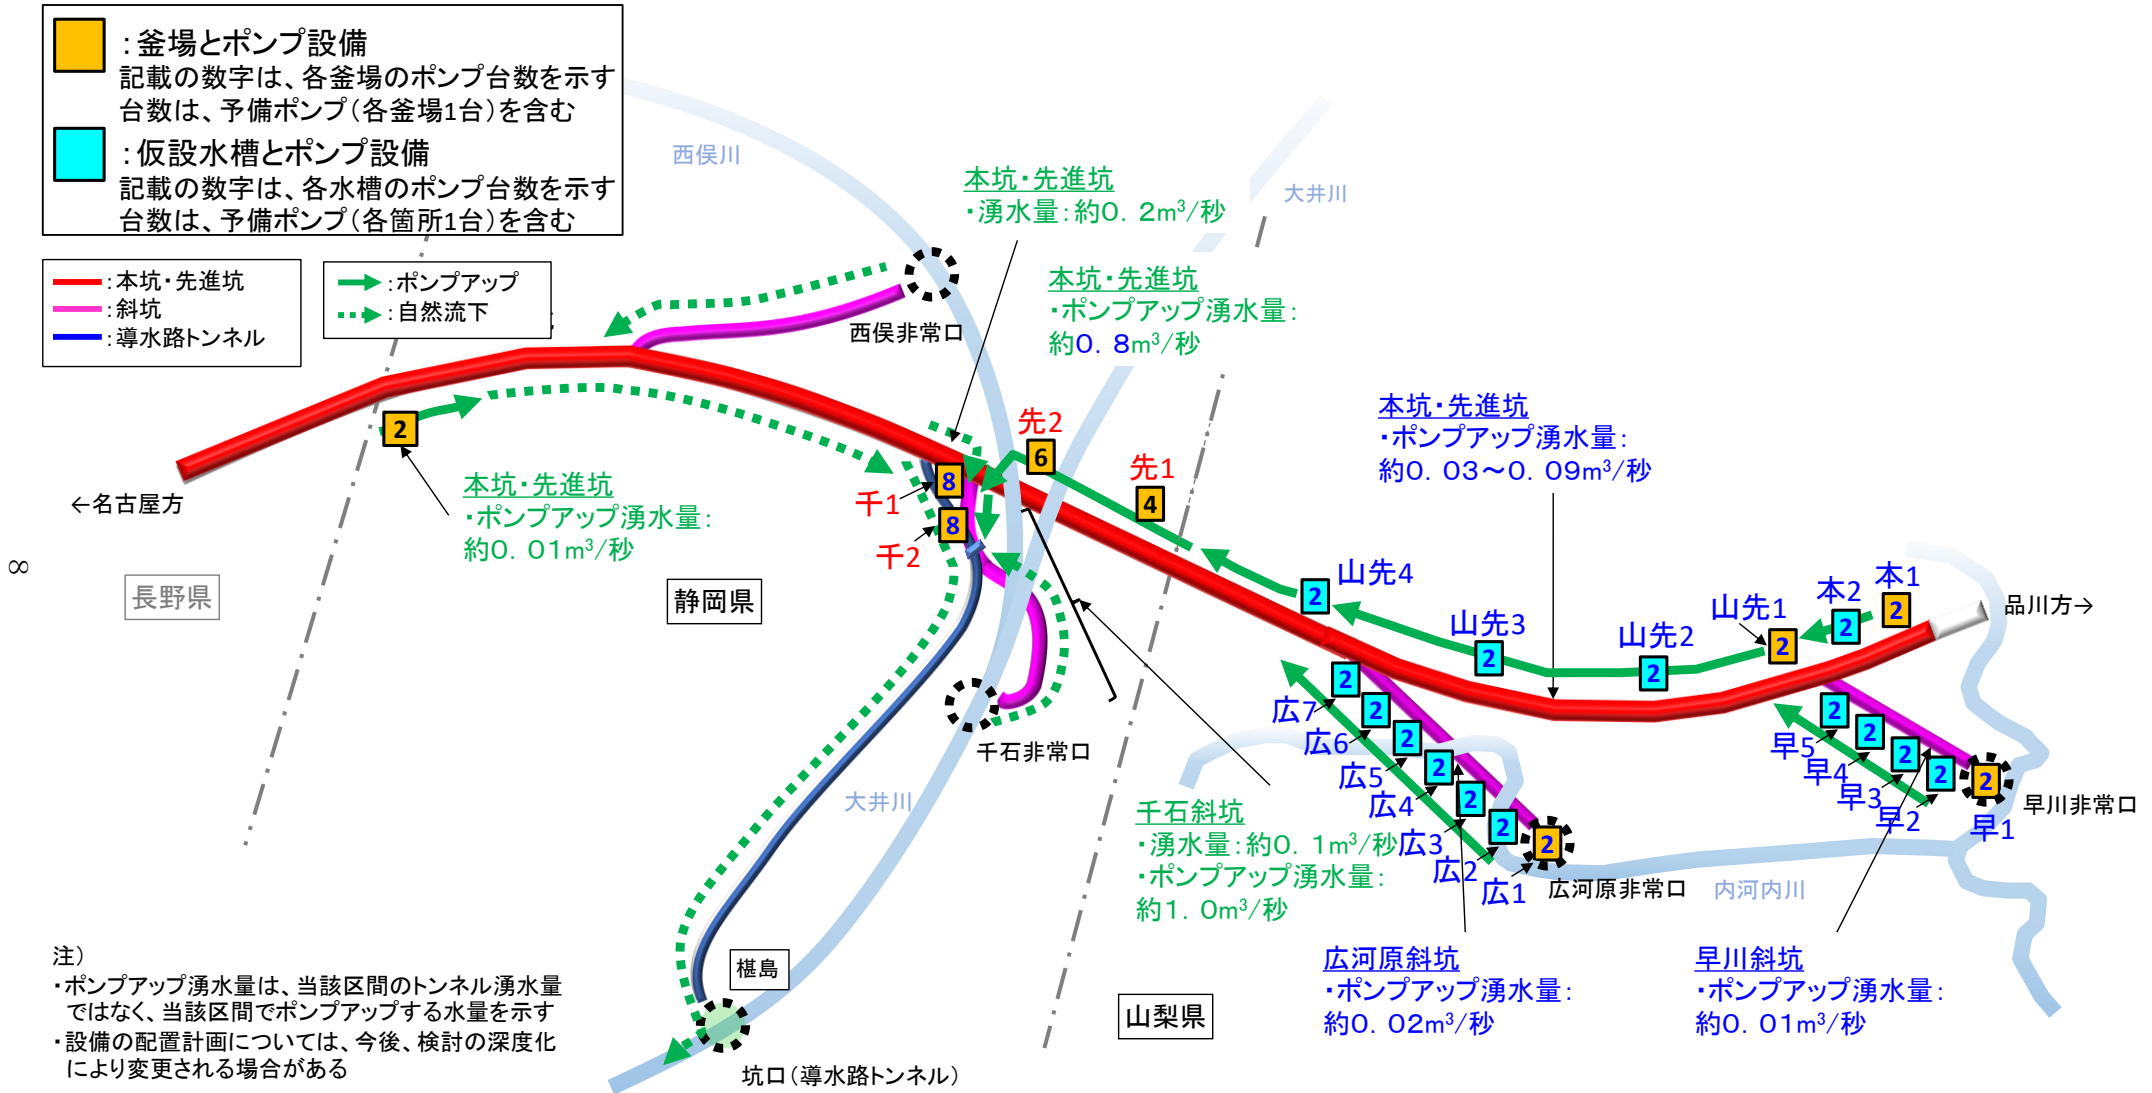 ：釜場とポンプ設備
記載の数字は、各釜場のポンプ台数を示す
台数は、予備ポンプ（各釜場1台）を含む
：仮設水槽とポンプ設備
記載の数字は、各水槽のポンプ台数を示す
台数は、予備ポンプ（各箇所1台）を含む
：本坑・先進坑
：斜坑
：導水路トンネル
：ポンプアップ
：自然流下
西俣川
大井川
本坑・先進坑
・湧水量：約０．２m³/秒
本坑・先進坑
・ポンプアップ湧水量：
約０．８m³/秒
西俣非常口
本坑・先進坑
・ポンプアップ湧水量：
約０．０３～０．０９m³/秒
2
←名古屋方
本坑・先進坑
・ポンプアップ湧水量：
約０．０１m³/秒
千1
8
千2
8
先2
6
先1
4
8
長野県
静岡県
山先4
2
山先3
2
山先2
2
山先1
2
本2
2
本1
2
品川方→
千石非常口
大井川
広7
2
広6
2
広5
2
広4
2
広3
2
広2
2
広1
2
広河原非常口
早5
2
早4
2
早3
2
早2
2
早1
2
早川非常口
内河内川
千石斜坑
・湧水量：約０．１m³/秒
・ポンプアップ湧水量：
約１．０m³/秒
広河原斜坑
・ポンプアップ湧水量：
約０．０２m³/秒
早川斜坑
・ポンプアップ湧水量：
約０．０１m³/秒
山梨県
椹島
坑口（導水路トンネル）
注）
・ポンプアップ湧水量は、当該区間のトンネル湧水量
ではなく、当該区間でポンプアップする水量を示す
・設備の配置計画については、今後、検討の深度化
により変更される場合がある